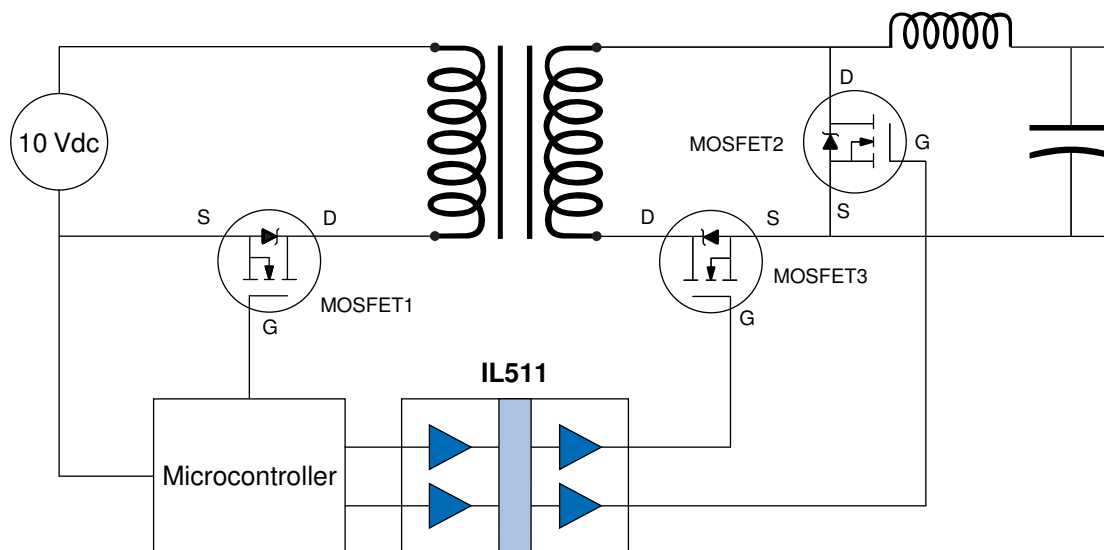 10 Vdc
D
MOSFET2
G
S
S
D
MOSFET1
G
D
S
MOSFET3
G
IL511
Microcontroller